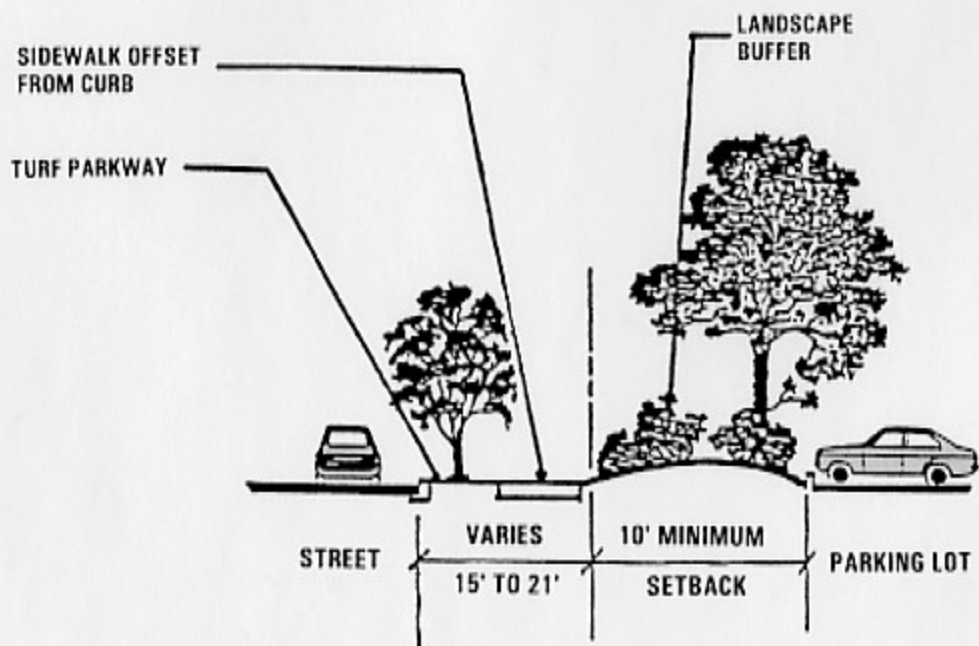 SIDEWALK OFFSET
FROM CURB
LANDSCAPE
BUFFER
TURF PARKWAY
STREET
VARIES
15' TO 21'
10' MINIMUM
SETBACK
PARKING LOT